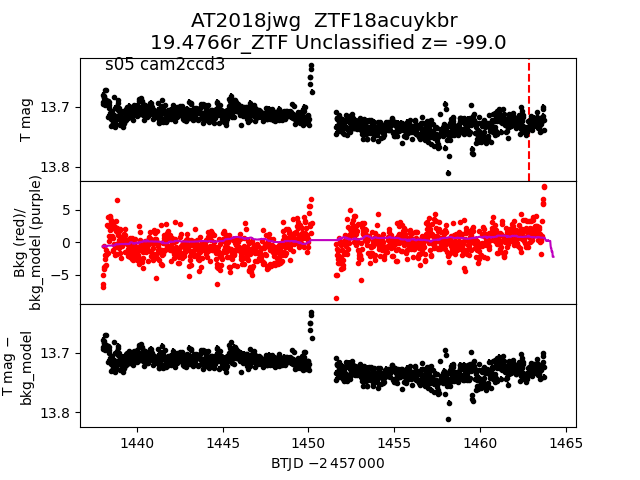 AT2018jwg  ZTF18acuykbr
19.4766r_ZTF Unclassified z= -99.0
s05 cam2ccd3
T mag
13.7
13.8
Bkg (red)/
bkg_model (purple)
5
0
−5
T mag −
bkg_model
13.7
13.8
1440
1445
1450
1455
1460
1465
BTJD −2 457 000